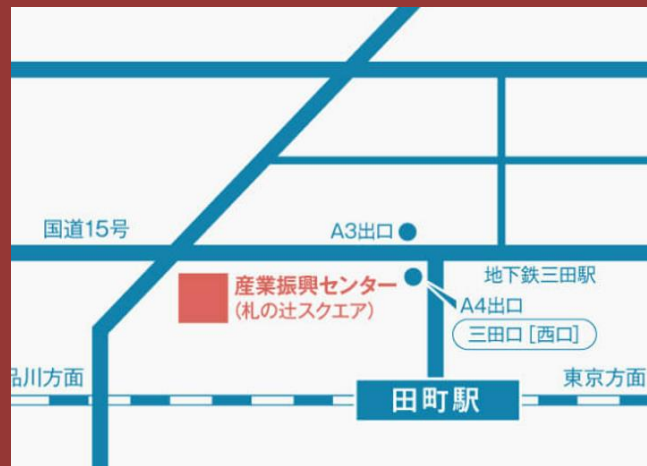 国道15号
A3出口
産業振興センター
(札の辻スクエア)
地下鉄三田駅
A4出口
三田口 [西口]
品川方面
東京方面
田町駅